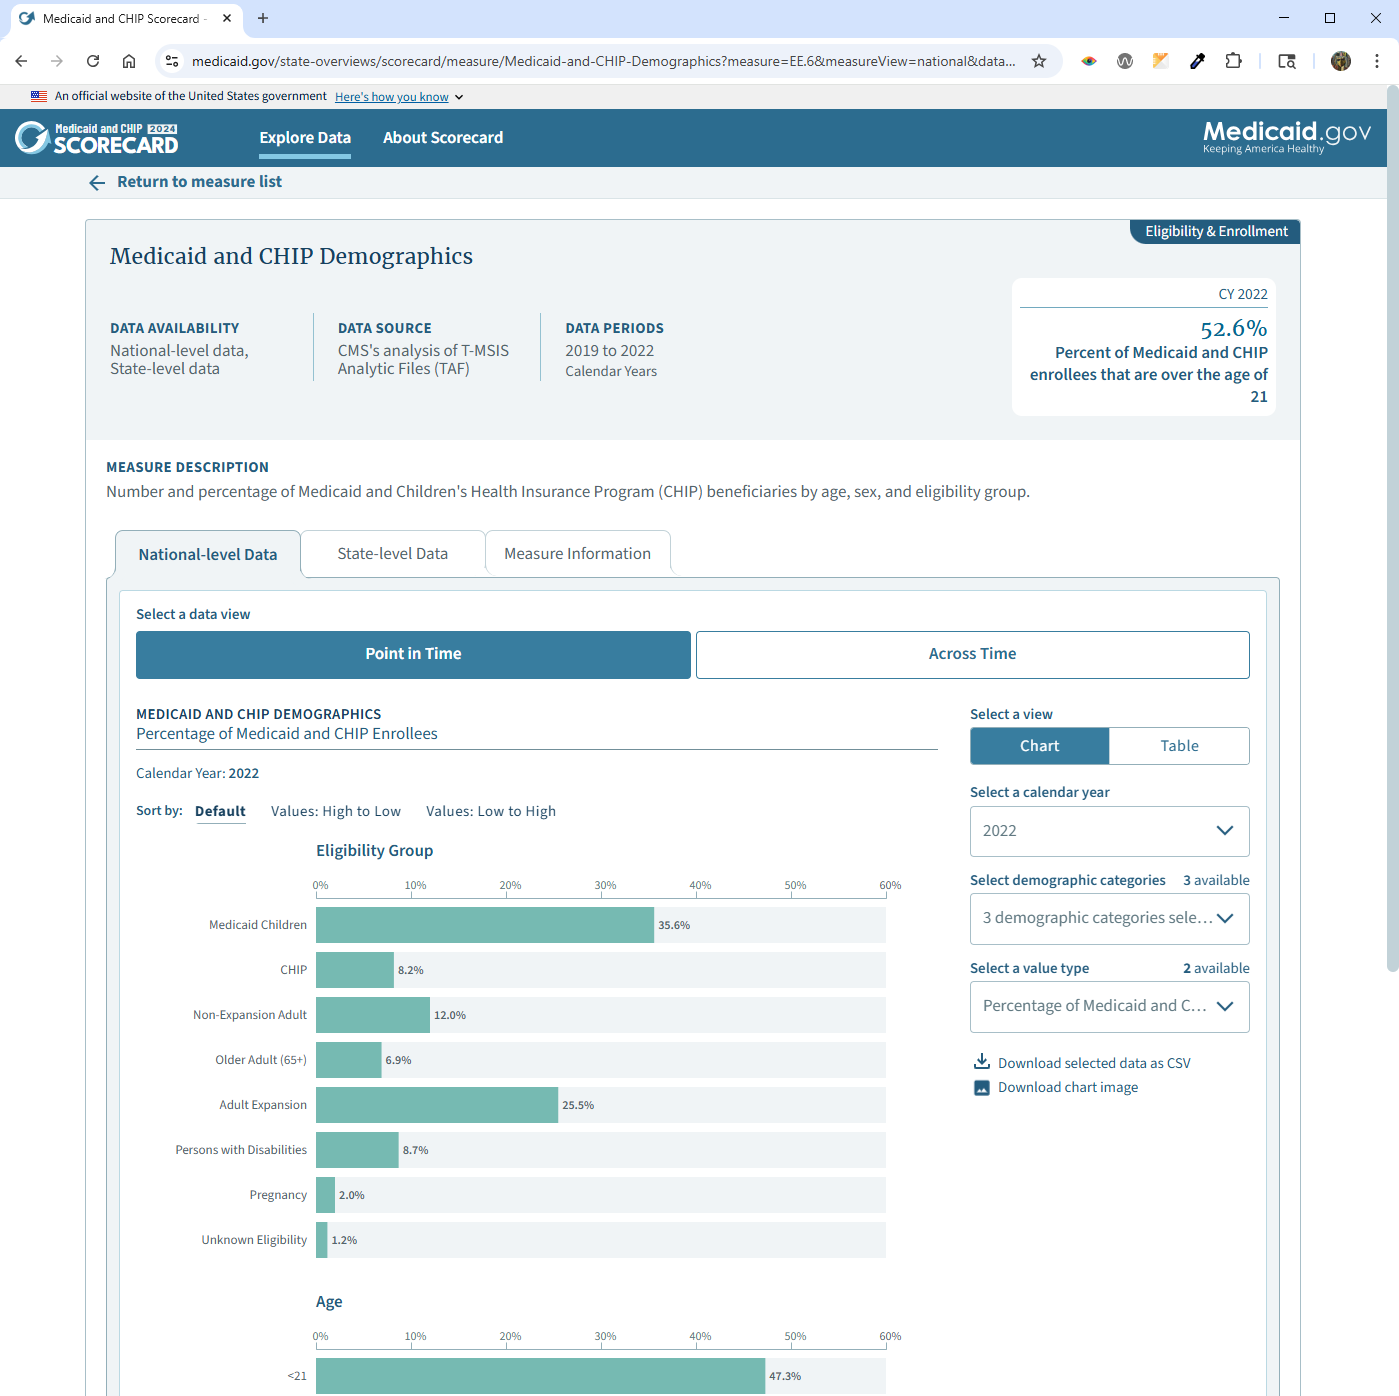 Medicaid and CHIP Scorecard -
medicaid.gov/state-overviews/scorecard/measure/Medicaid-and-CHIP-Demographics?measure=EE.6&measureView=national&data...
An official website of the United States government Here's how you know
Medicaid and CHIP 2024
SCORECARD
Explore Data
About Scorecard
Medicaid.gov
Keeping America Healthy
Return to measure list
Eligibility & Enrollment
Medicaid and CHIP Demographics
CY 2022
52.6%
Percent of Medicaid and CHIP
enrollees that are over the age of
21
DATA AVAILABILITY
National-level data,
State-level data
DATA SOURCE
CMS's analysis of T-MSIS
Analytic Files (TAF)
DATA PERIODS
2019 to 2022
Calendar Years
MEASURE DESCRIPTION
Number and percentage of Medicaid and Children's Health Insurance Program (CHIP) beneficiaries by age, sex, and eligibility group.
National-level Data
State-level Data
Measure Information
Select a data view
Point in Time
Across Time
MEDICAID AND CHIP DEMOGRAPHICS
Percentage of Medicaid and CHIP Enrollees
Calendar Year: 2022
Sort by: Default Values: High to Low Values: Low to High
Eligibility Group
0% 10% 20% 30% 40% 50% 60%
Medicaid Children 35.6%
CHIP 8.2%
Non-Expansion Adult 12.0%
Older Adult (65+) 6.9%
Adult Expansion 25.5%
Persons with Disabilities 8.7%
Pregnancy 2.0%
Unknown Eligibility 1.2%
Age
0% 10% 20% 30% 40% 50% 60%
<21 47.3%
Select a view
Chart
Table
Select a calendar year
2022
Select demographic categories 3 available
3 demographic categories sele...
Select a value type 2 available
Percentage of Medicaid and C...
Download selected data as CSV
Download chart image